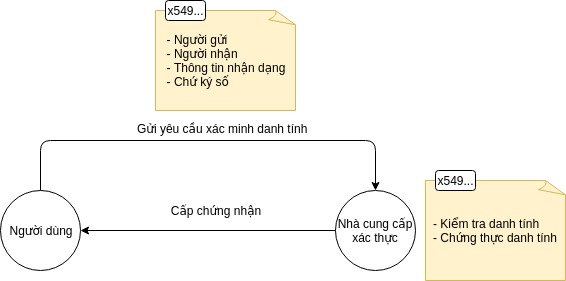 x549...
- Người gửi
- Người nhận
- Thông tin nhận dạng
- Chứ ký số
Gửi yêu cầu xác minh danh tính
x549...
Cấp chứng nhận
Người dùng
Nhà cung cấp
xác thực
- Kiểm tra danh tính
- Chứng thực danh tính